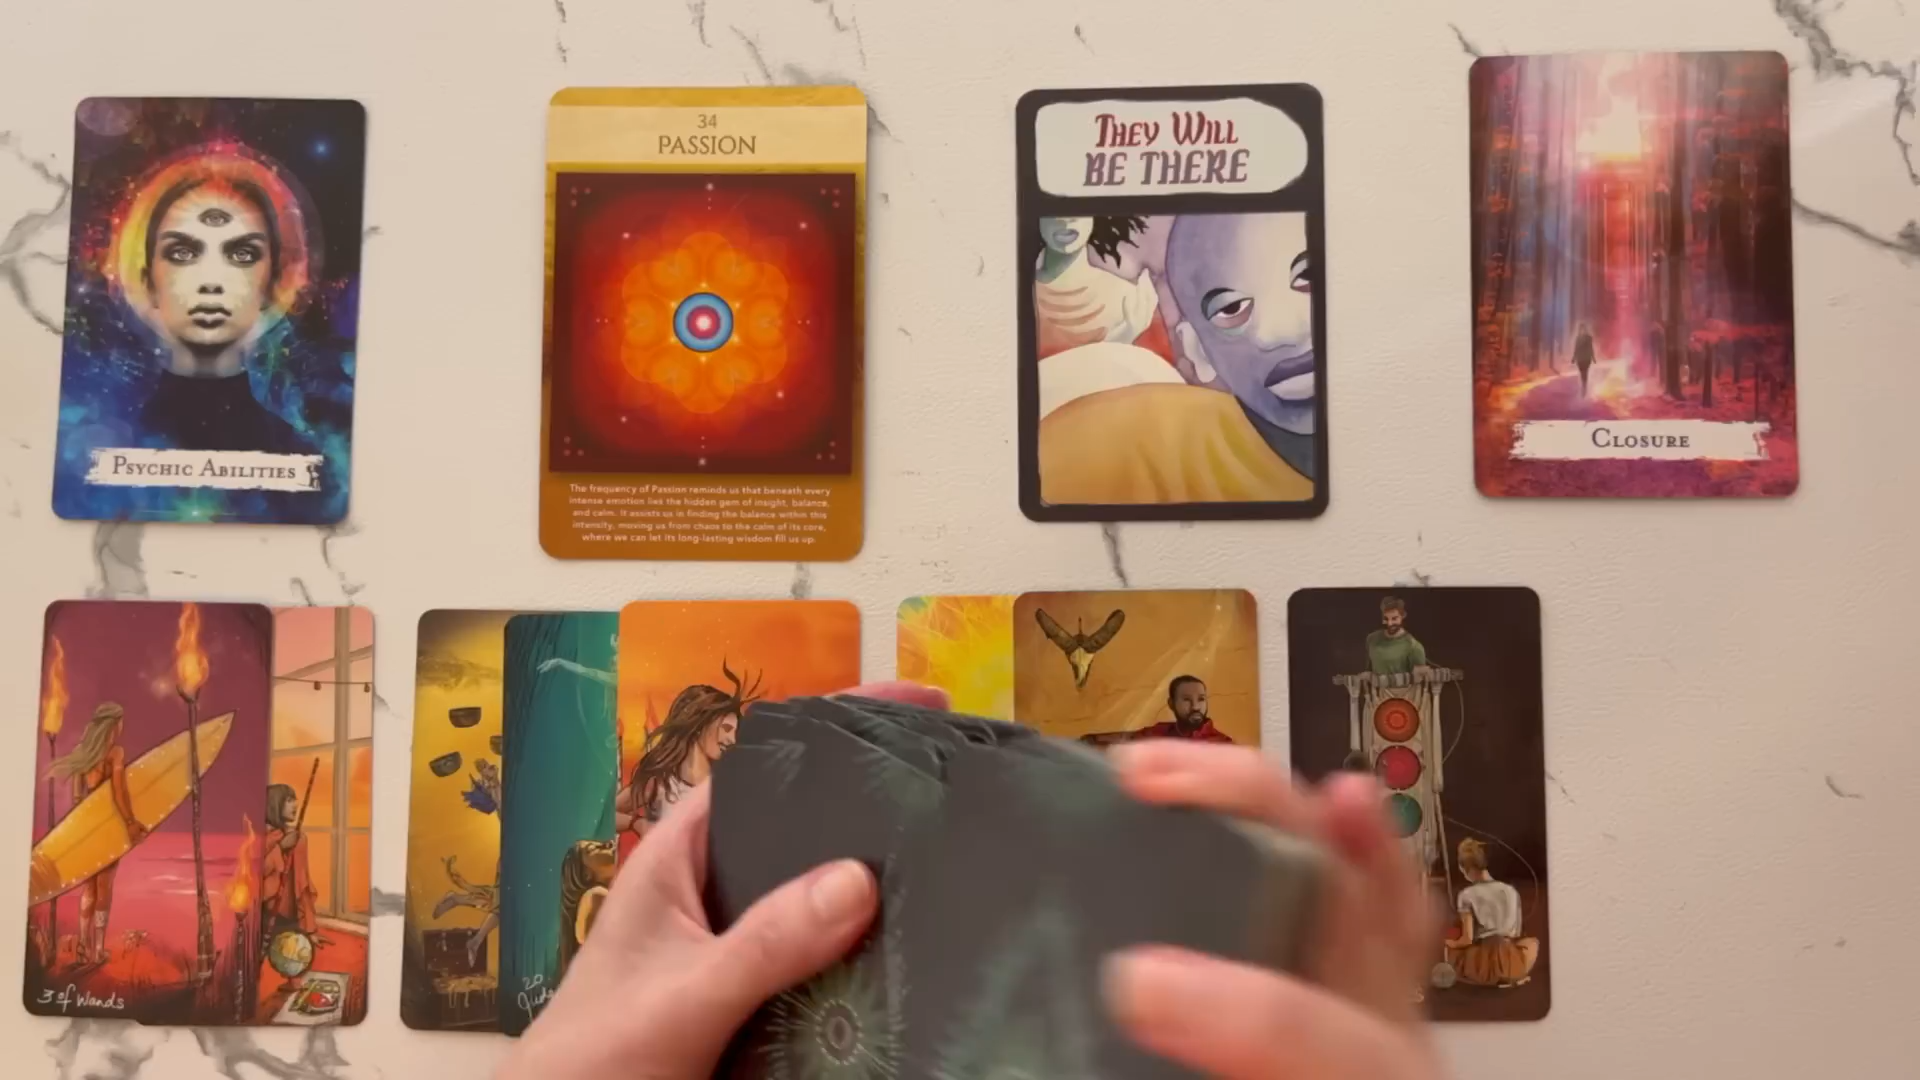 PSYCHIC ABILITIES
34
PASSION
The frequency of Passion reminds us that beneath every
intense emotion lies the hidden gem of insight, balance,
and calm. It assists us in finding the balance within this
intensity, moving us from chaos to the calm of its core,
where we can let its long-lasting wisdom fill us up.
THEY WILL
BE THERE
CLOSURE
3 of Wands
20